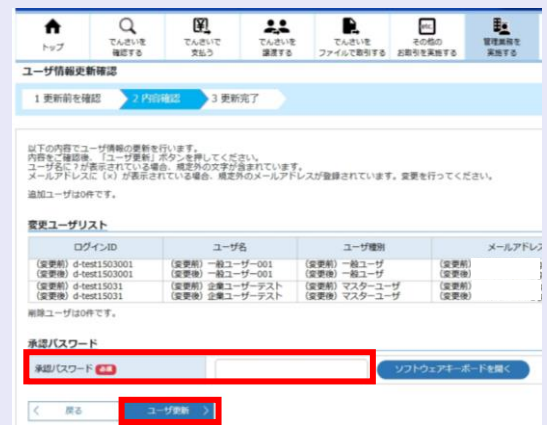 トップ
てんさいを
確認する
てんさいで
支払う
てんさいを
譲渡する
てんさいを
ファイルで取引する
etc.
その他の
お取引を実施する
管理業務を
実施する
ユーザ情報更新確認
1 更新前を確認
2 内容確認
3 更新完了
以下の内容でユーザ情報の更新を行います。
内容をご確認後、「ユーザ更新」ボタンを押してください。
ユーザ名に？が表示されている場合、規定外の文字が含まれています。
メールアドレスに（×）が表示されている場合、規定外のメールアドレスが登録されています。変更を行ってください。
追加ユーザは0件です。
変更ユーザリスト
ログインID ユーザ名 ユーザ種別 メールアドレス
（変更前）d-test1503001 （変更前）一般ユーザー001 （変更前）一般ユーザ （変更前）
（変更後）d-test1503001 （変更後）一般ユーザー001 （変更後）一般ユーザ （変更後）
（変更前）d-test15031 （変更前）企業ユーザーテスト （変更前）マスターユーザ （変更前）
（変更後）d-test15031 （変更後）企業ユーザーテスト （変更後）マスターユーザ （変更後）
削除ユーザは0件です。
承認パスワード
承認パスワード 必須 ソフトウェアキーボードを開く
戻る ユーザ更新